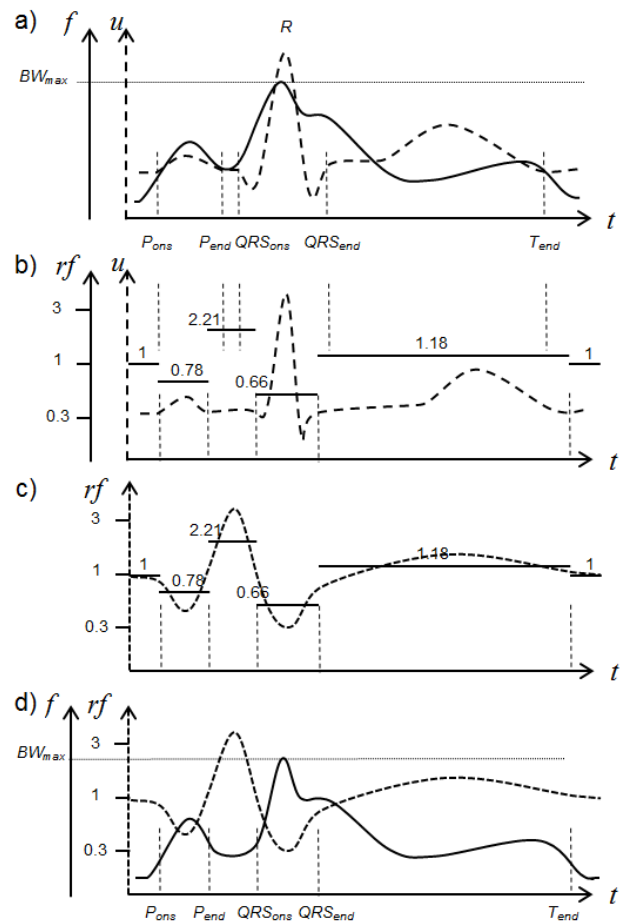 a) f u R
BWmax
t
Pons Pend QRSons QRSend Tend
b) rf u
3
2.21
1 1 1.18 1
0.78
0.66
0.3
t
c) rf
3
2.21
1 1 1.18 1
0.78
0.66
0.3
t
d) f rf
3
BWmax
1
0.3
t
Pons Pend QRSons QRSend Tend